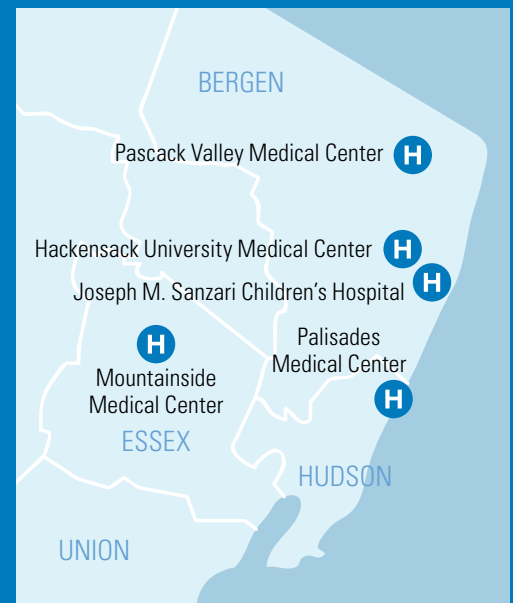 BERGEN
Pascack Valley Medical Center H
Hackensack University Medical Center H
Joseph M. Sanzari Children's Hospital H
H
Mountainside
Medical Center
Palisades
Medical Center
H
ESSEX
HUDSON
UNION